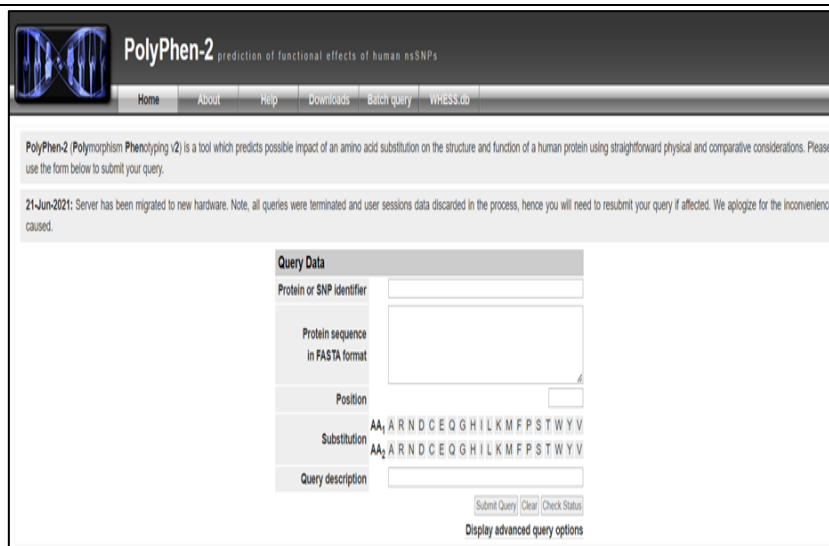 PolyPhen-2 prediction of functional effects of human nsSNPs
Home About Help Downloads Batch query WHESS.db
PolyPhen-2 (Polymorphism Phenotyping v2) is a tool which predicts possible impact of an amino acid substitution on the structure and function of a human protein using straightforward physical and comparative considerations. Please
use the form below to submit your query.
21-Jun-2021: Server has been migrated to new hardware. Note, all queries were terminated and user sessions data discarded in the process, hence you will need to resubmit your query if affected. We aplogize for the inconvenienc
caused.
Query Data
Protein or SNP identifier
Protein sequence
in FASTA format
Position
Substitution
AA1 A R N D C E Q G H I L K M F P S T W Y V
AA2 A R N D C E Q G H I L K M F P S T W Y V
Query description
Submit Query Clear Check Status
Display advanced query options